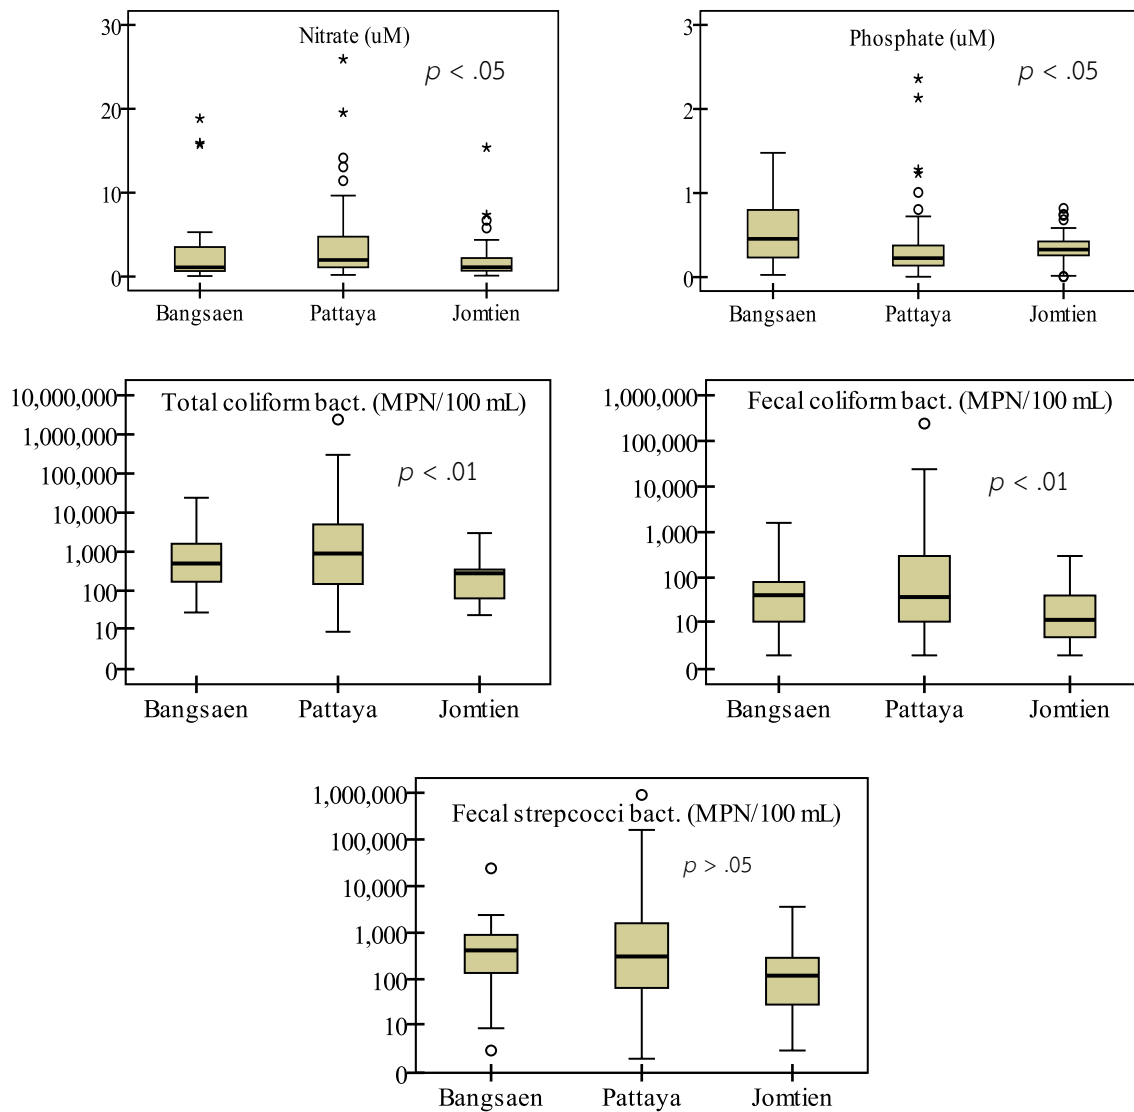 Nitrate (uM)
p < .05
30
20
10
0
Bangsaen Pattaya Jomtien
Phosphate (uM)
p < .05
3
2
1
0
Bangsaen Pattaya Jomtien
Total coliform bact. (MPN/100 mL)
p < .01
10,000,000
1,000,000
100,000
10,000
1,000
100
10
0
Bangsaen Pattaya Jomtien
Fecal coliform bact. (MPN/100 mL)
p < .01
1,000,000
100,000
10,000
1,000
100
10
0
Bangsaen Pattaya Jomtien
Fecal strepcocci bact. (MPN/100 mL)
p > .05
1,000,000
100,000
10,000
1,000
100
10
0
Bangsaen Pattaya Jomtien